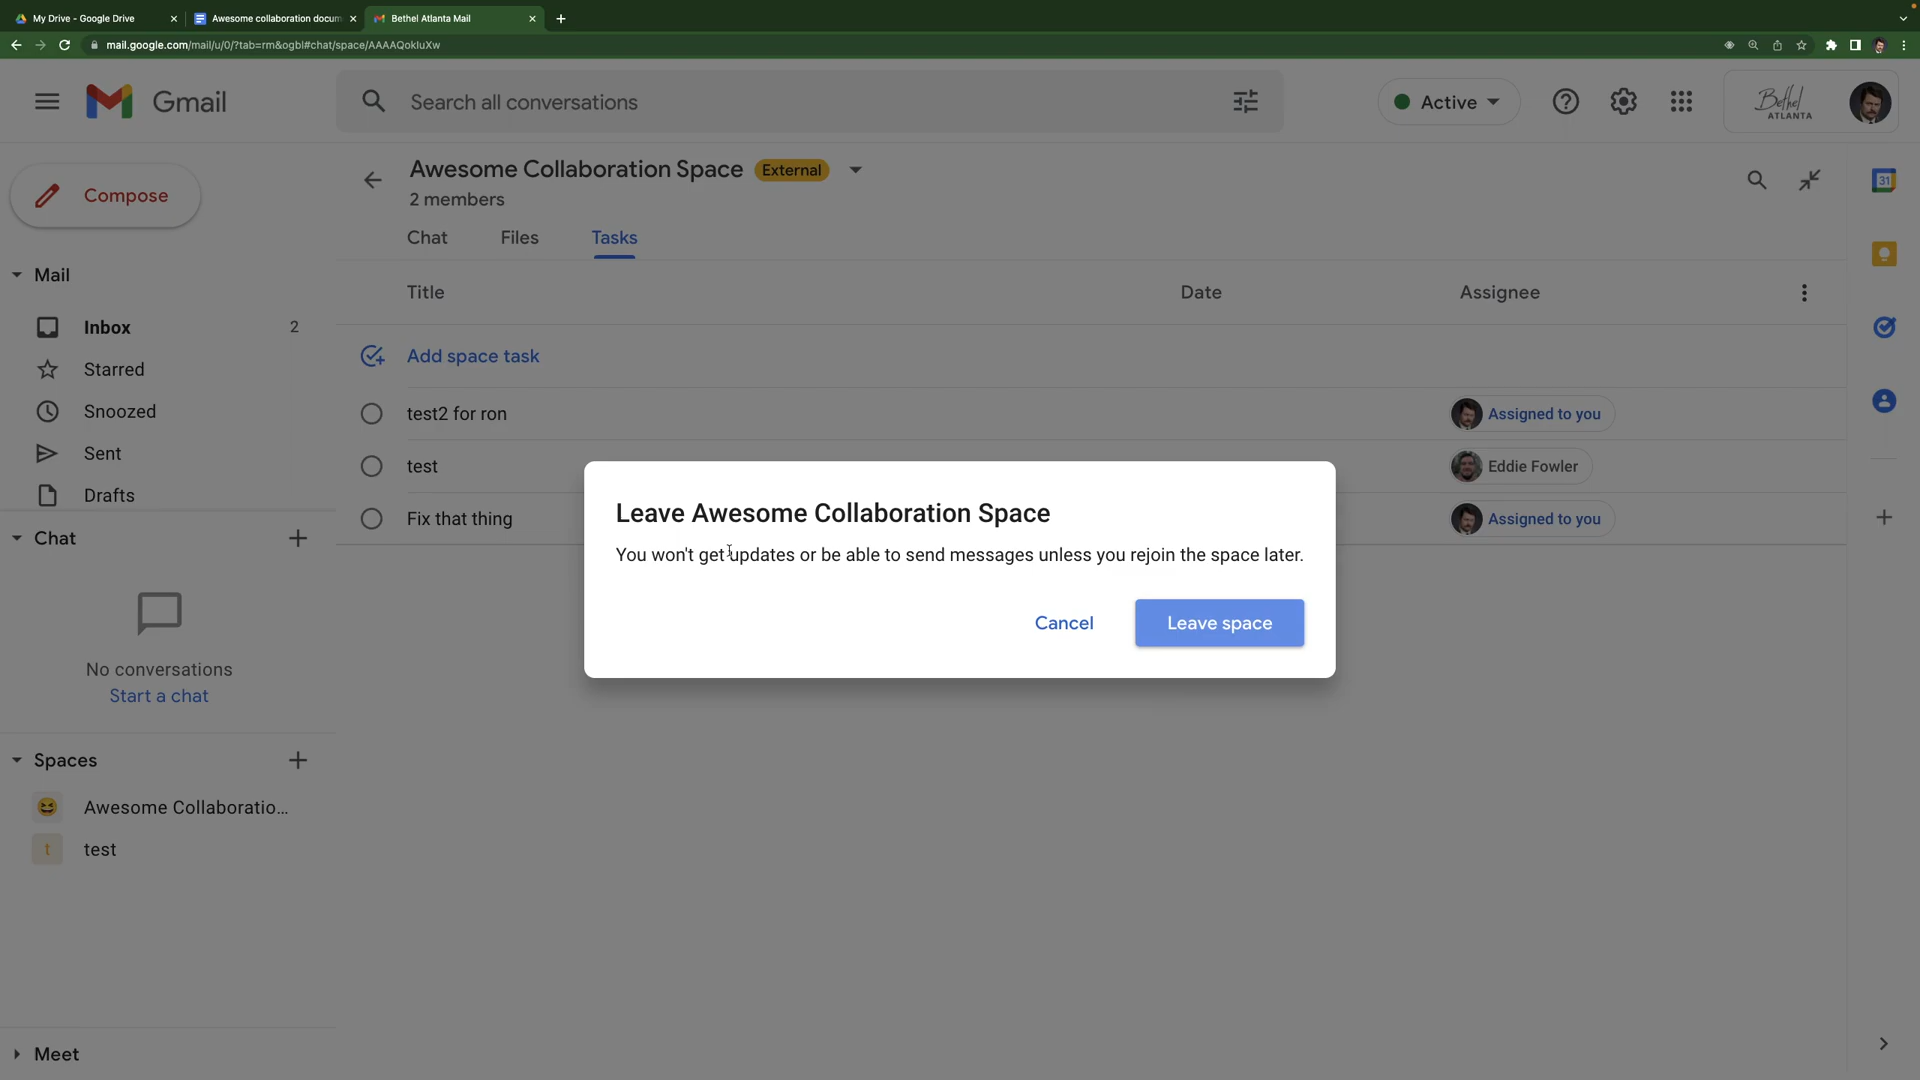 My Drive - Google Drive
Awesome collaboration docum
Bethel Atlanta Mail
mail.google.com/mail/u/0/?tab=rm&ogbl#chat/space/AAAAQokIuXw
Gmail
Search all conversations
Active
Bethel
ATLANTA
Compose
Awesome Collaboration Space
External
2 members
Chat
Files
Tasks
31
Mail
Title
Date
Assignee
Inbox
2
Starred
Add space task
Snoozed
test2 for ron
Assigned to you
Sent
test
Eddie Fowler
Drafts
Fix that thing
Assigned to you
Leave Awesome Collaboration Space
You won't get updates or be able to send messages unless you rejoin the space later.
Cancel
Leave space
Chat
No conversations
Start a chat
Spaces
Awesome Collaboratio...
t
test
Meet